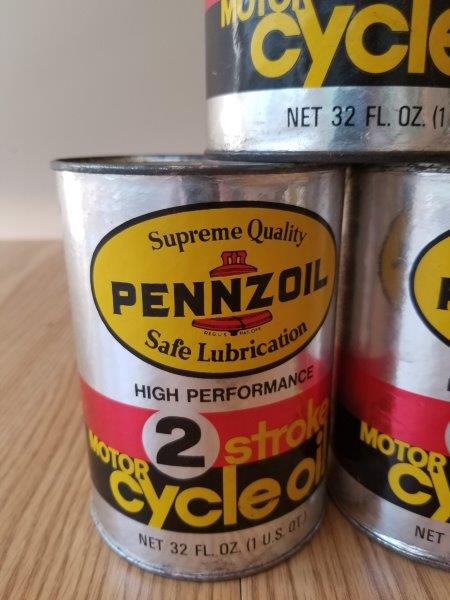 MOTOR
cycle
NET 32 FL. OZ. (1
Supreme Quality
PENNZOIL
Safe Lubrication
HIGH PERFORMANCE
2 stroke
MOTOR
cycle oil
NET 32 FL. OZ. (1 U.S. QT.)
P
MOTOR
cy
NET